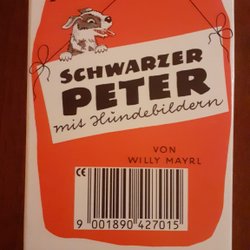 SCHWARZER
PETER
mit Hundebildern
VON
WILLY MAYRL
CE
9 001890 427015